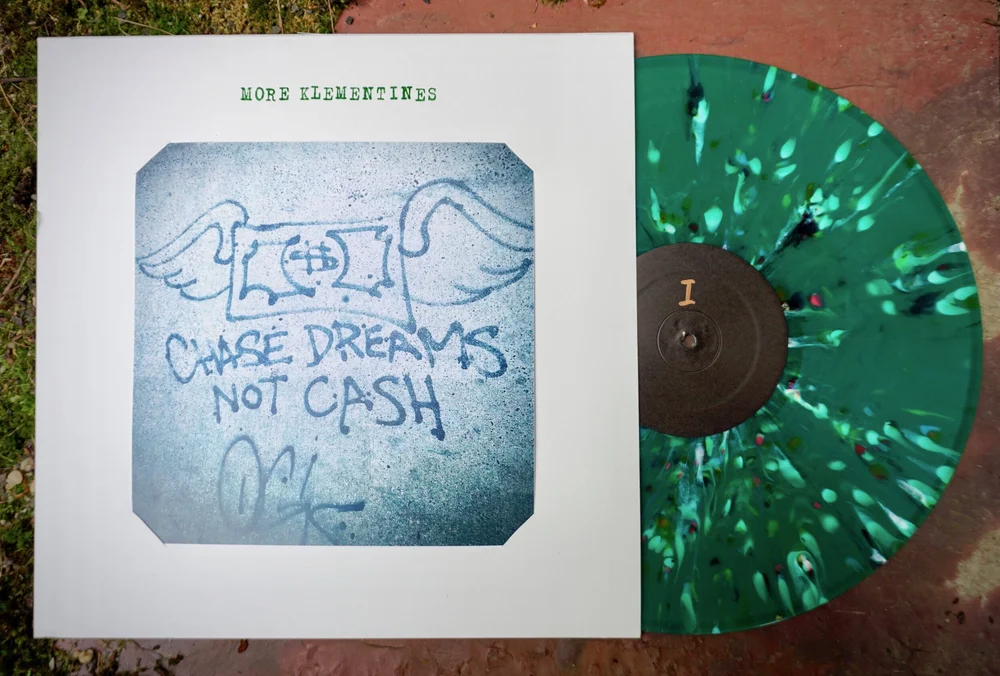 MORE KLEMENTINES
$
CHASE DREAMS
NOT CASH
I